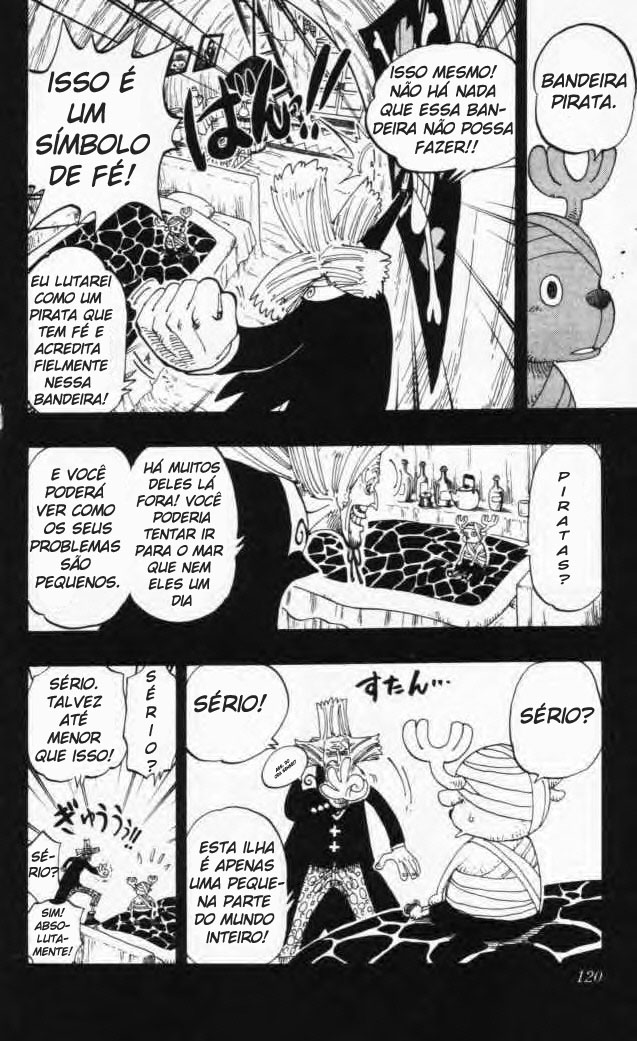 BANDEIRA
PIRATA.
ISSO MESMO!
NÃO HÁ NADA
QUE ESSA BAN-
DEIRA NÃO POSSA
FAZER!!
ばんっ!!
ISSO É
UM
SÍMBOLO
DE FÉ!
EU LUTAREI
COMO UM
PIRATA QUE
TEM FÉ E
ACREDITA
FIELMENTE
NESSA
BANDEIRA!
PIRATAS?
HÁ MUITOS
DELES LÁ
FORA! VOCÊ
PODERIA
TENTAR IR
PARA O MAR
QUE NEM
ELES UM
DIA
E VOCÊ
PODERÁ
VER COMO
OS SEUS
PROBLEMAS
SÃO
PEQUENOS.
SÉRIO?
すたん…
SÉRIO!
ESTA ILHA
É APENAS
UMA PEQUE-
NA PARTE
DO MUNDO
INTEIRO!
SÉRIO?
SÉRIO.
TALVEZ
ATÉ
MENOR
QUE ISSO!
ぎゅううっ!!
SÉ-
RIO?
SIM!
ABSO-
LUTA-
MENTE!
120